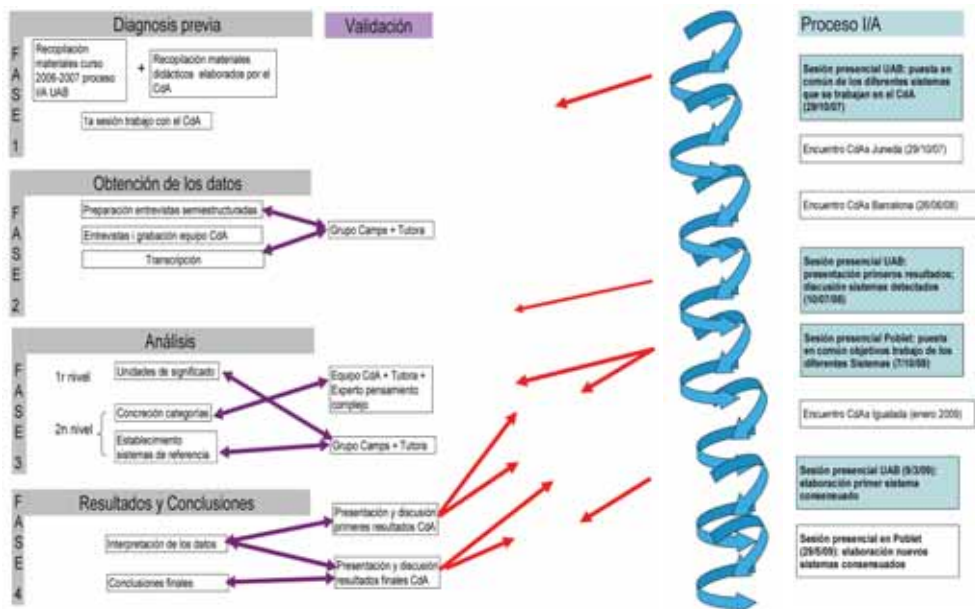 Diagnosis previa
Validación
Proceso I/A
FASE 1
Recopilación
materiales curso
2006-2007 proceso
I/A UAB
+
Recopilación materiales
didácticos elaborados por el
CdA
1a sesión trabajo con el CdA
Sesión presencial UAB: puesta en
común de los diferentes sistemas
que se trabajan en el CdA
(29/10/07)
Encuentro CdAs Juneda (29/10/07)
Obtención de los datos
FASE 2
Preparación entrevistas semiestructuradas
Entrevistas i grabación equipo CdA
Transcripción
Grupo Camps + Tutora
Encuentro CdAs Barcelona (26/06/08)
Sesión presencial UAB:
presentación primeros resultados;
discusión sistemas detectados
(10/07/08)
Análisis
FASE 3
1r nivel
Unidades de significado
2n nivel
Concreción categorías
Establecimiento
sistemas de referencia
Equipo CdA + Tutora +
Experto pensamiento
complejo
Grupo Camps + Tutora
Sesión presencial Poblet: puesta
en común objetivos trabajo de los
diferentes Sistemas (7/10/08)
Encuentro CdAs Igualada (enero 2009)
Resultados y Conclusiones
FASE 4
Interpretación de los datos
Conclusiones finales
Presentación y discusión
primeres resultados CdA
Presentación y discusión
resultados finales CdA
Sesión presencial UAB (9/3/09):
elaboración primer sistema
consensuado
Sesión presencial en Poblet
(29/5/09): elaboración nuevos
sistemas consensuados